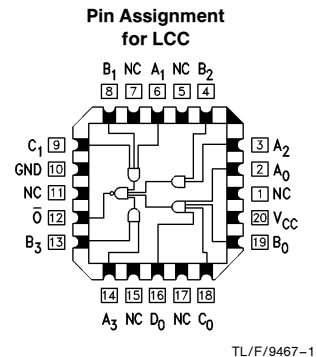 Pin Assignment
for LCC
B1 NC A1 NC B2
8 7 6 5 4
C1 9 3 A2
GND 10 2 A0
NC 11 1 NC
O̅ 12 20 VCC
B3 13 19 B0
14 15 16 17 18
A3 NC D0 NC C0
TL/F/9467–1